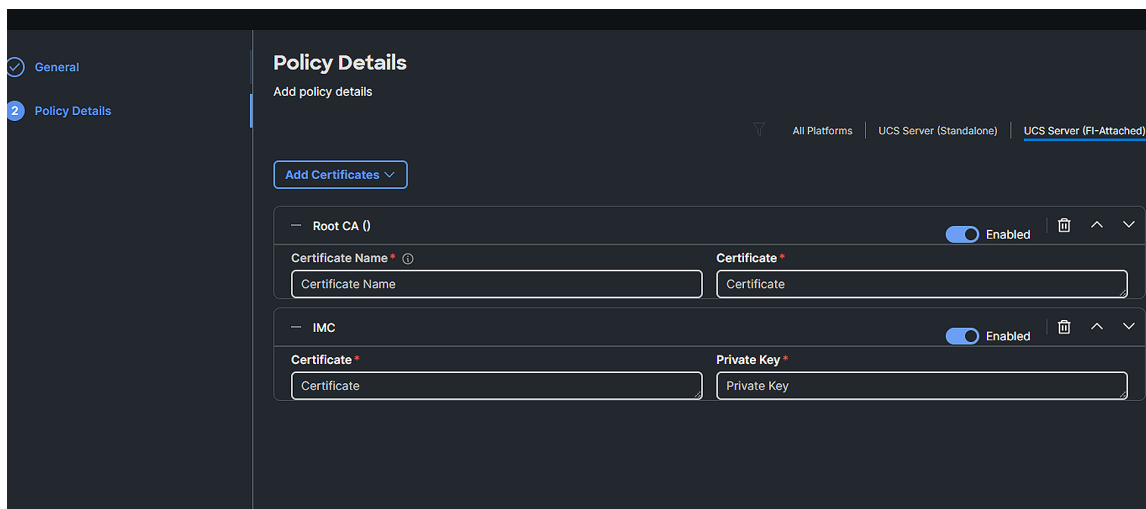 General
2 Policy Details
Policy Details
Add policy details
All Platforms UCS Server (Standalone) UCS Server (FI-Attached)
Add Certificates
Root CA () Enabled
Certificate Name * Certificate *
Certificate Name Certificate
IMC Enabled
Certificate * Private Key *
Certificate Private Key